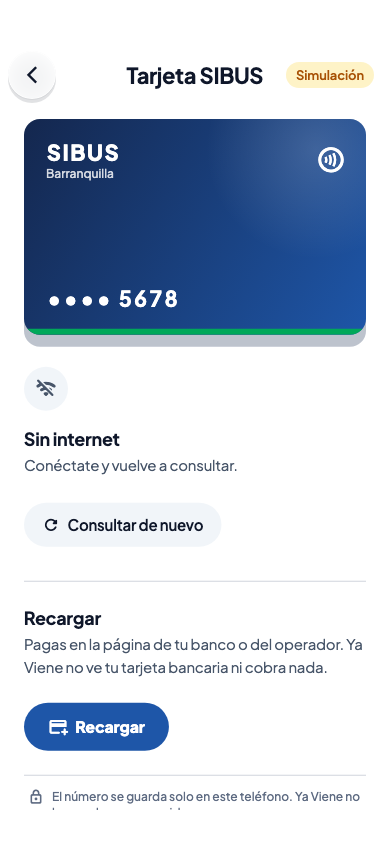 Tarjeta SIBUS
Simulación
SIBUS
Barranquilla
•••• 5678
Sin internet
Conéctate y vuelve a consultar.
Consultar de nuevo
Recargar
Pagas en la página de tu banco o del operador. Ya
Viene no ve tu tarjeta bancaria ni cobra nada.
Recargar
El número se guarda solo en este teléfono. Ya Viene no